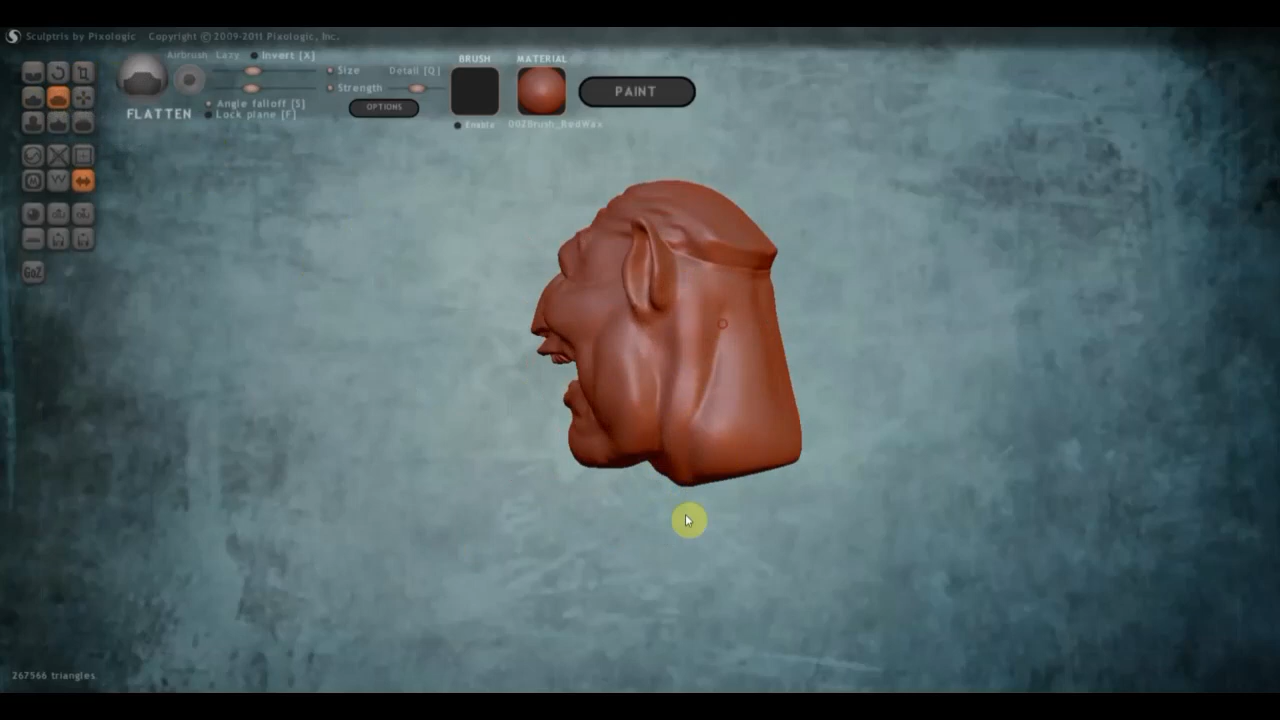 Sculptris by Pixologic Copyright © 2009-2011 Pixologic, Inc.
Airbrush Lazy Invert [X]
BRUSH MATERIAL
Size Detail [Q]
Strength
PAINT
Angle falloff [S]
OPTIONS
FLATTEN Lock plane [F]
Enable 00ZBrush_RedWax
GoZ
267566 triangles